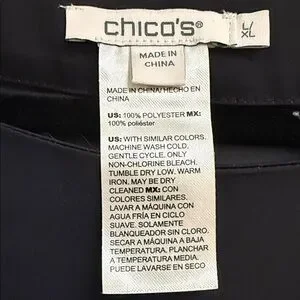 chico's®
L/
XL
MADE IN
CHINA
MADE IN CHINA/HECHO EN
CHINA
US: 100% POLYESTER MX:
100% poliéster
US: WITH SIMILAR COLORS.
MACHINE WASH COLD.
GENTLE CYCLE. ONLY
NON-CHLORINE BLEACH.
TUMBLE DRY LOW. WARM
IRON. MAY BE DRY
CLEANED MX: CON
COLORES SIMILARES.
LAVAR A MÁQUINA CON
AGUA FRÍA EN CICLO
SUAVE. SOLAMENTE
BLANQUEADOR SIN CLORO.
SECAR A MÁQUINA A BAJA
TEMPERATURA. PLANCHAR
A TEMPERATURA MEDIA.
PUEDE LAVARSE EN SECO